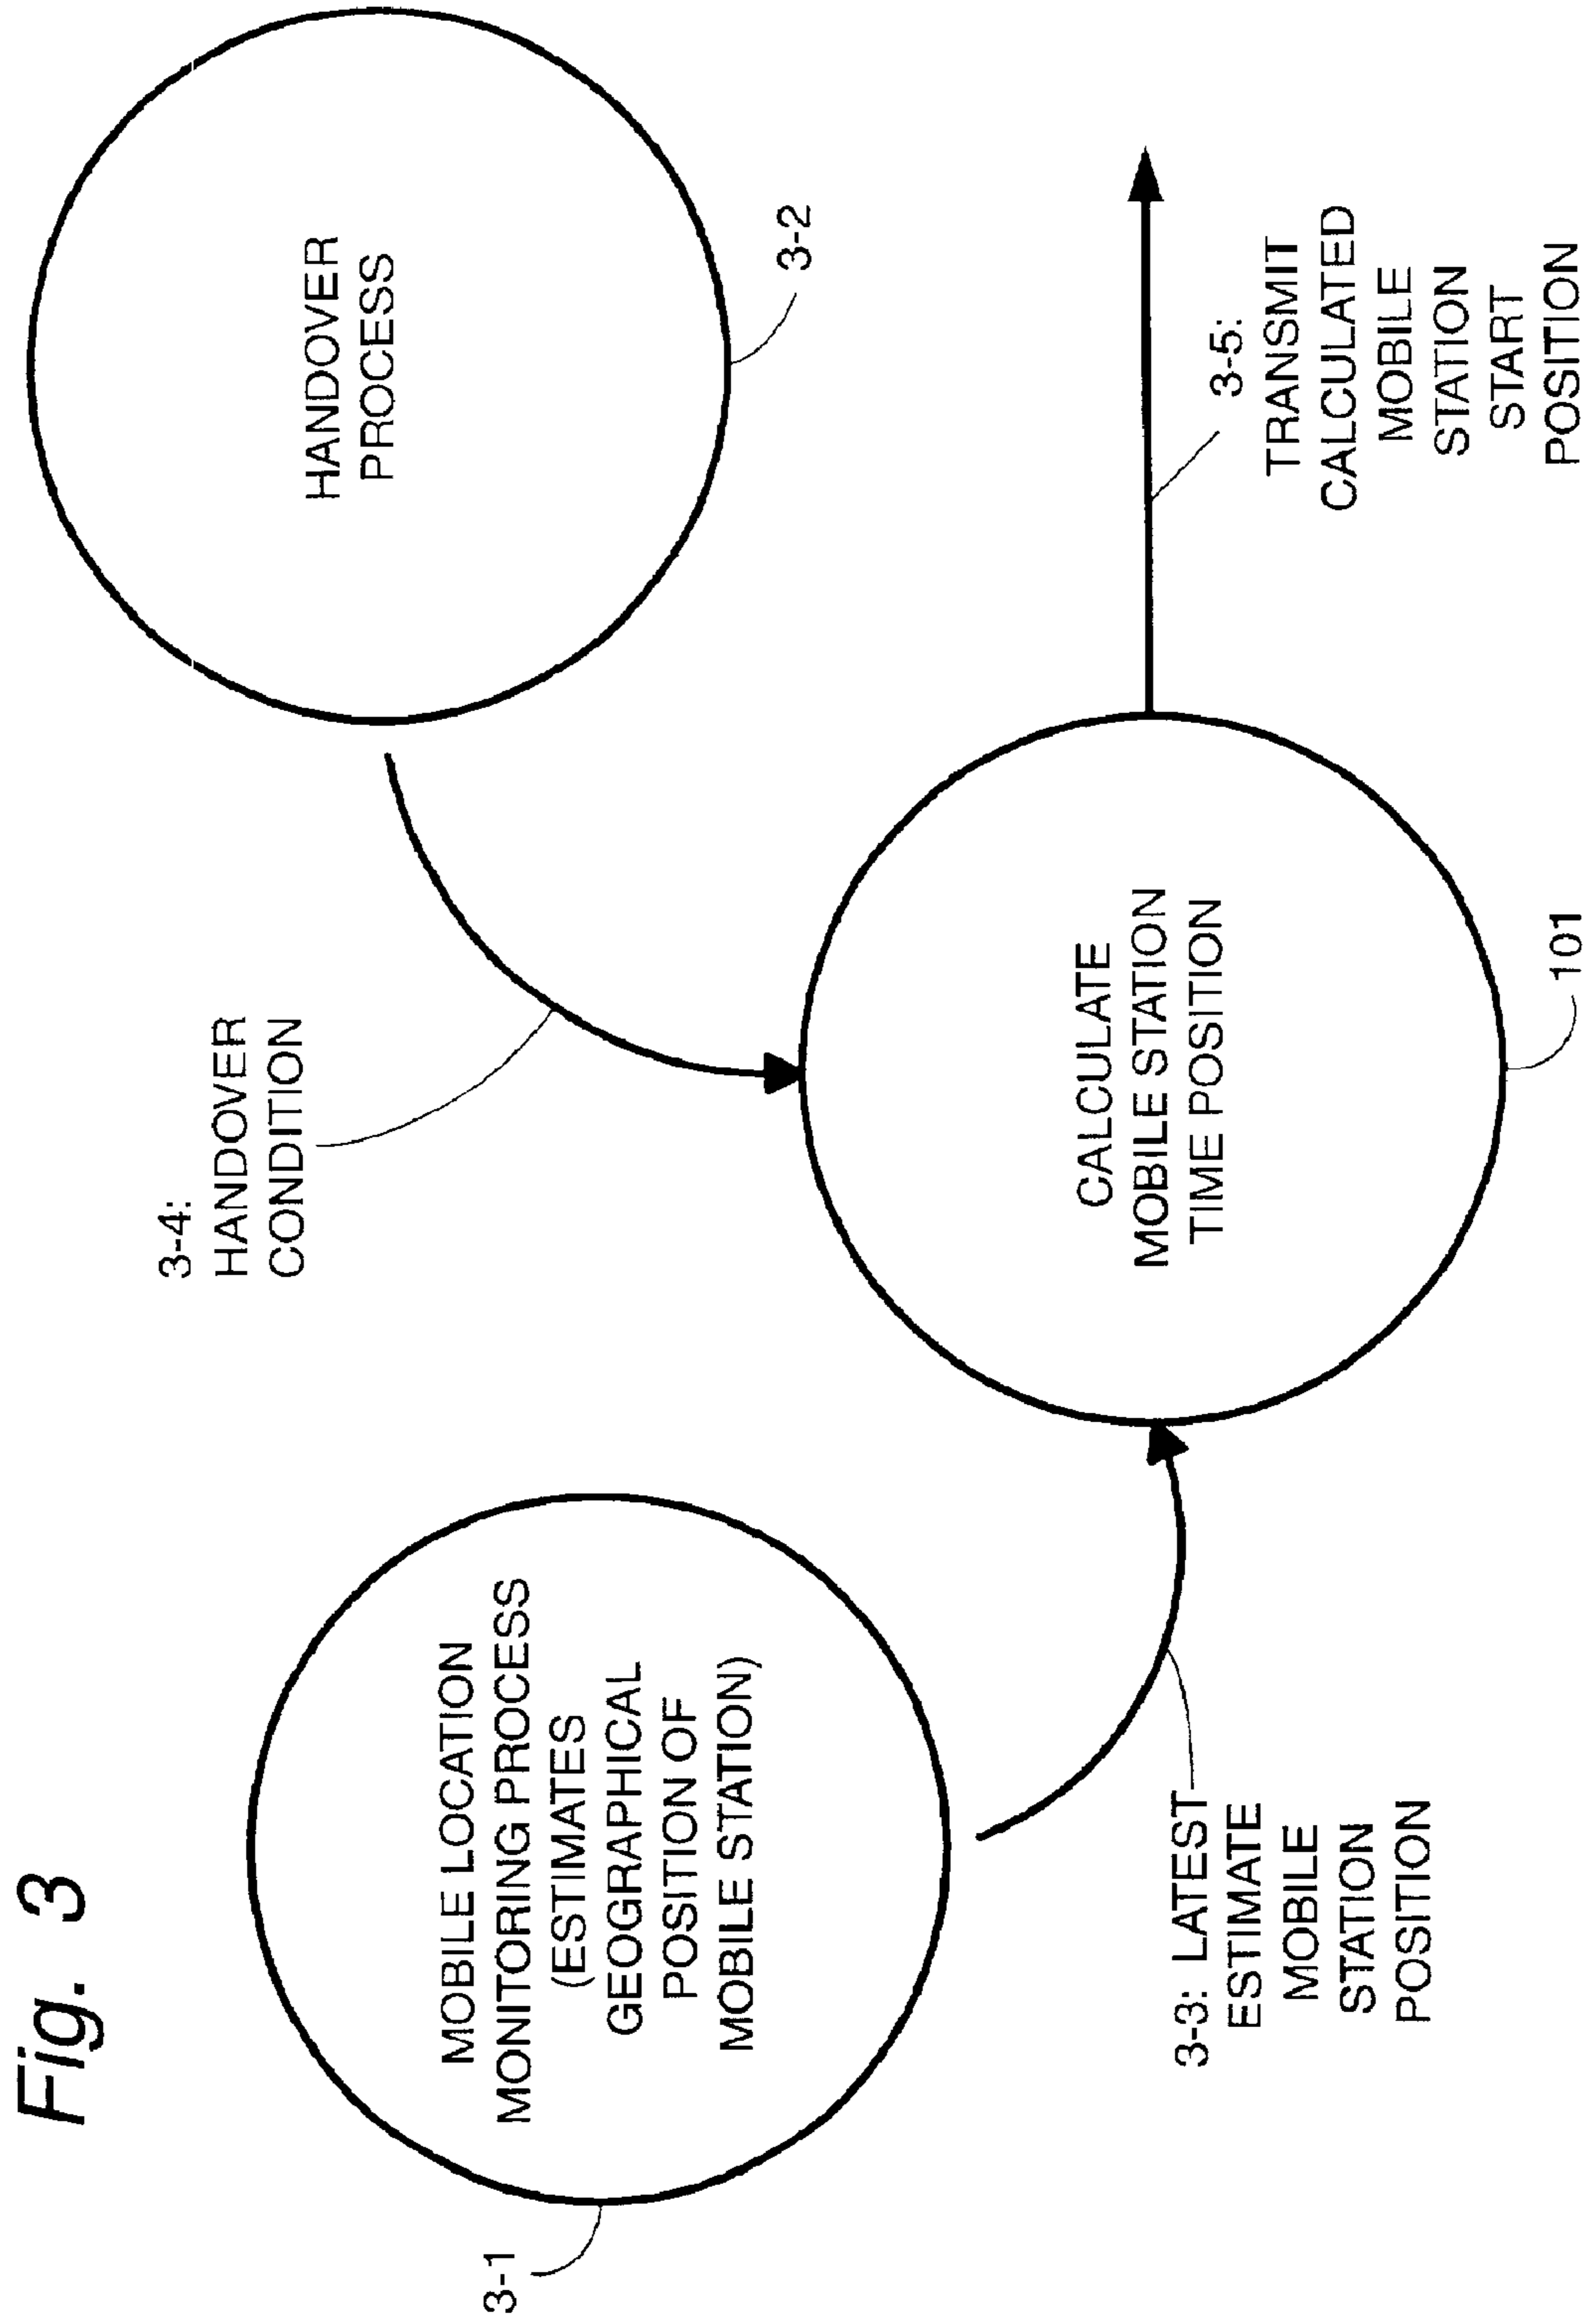 Fig. 3
3-1
MOBILE LOCATION
MONITORING PROCESS
(ESTIMATES
GEOGRAPHICAL
POSITION OF
MOBILE STATION)
3-4:
HANDOVER
CONDITION
HANDOVER
PROCESS
3-2
3-3: LATEST
ESTIMATE
MOBILE
STATION
POSITION
CALCULATE
MOBILE STATION
TIME POSITION
101
3-5:
TRANSMIT
CALCULATED
MOBILE
STATION
START
POSITION